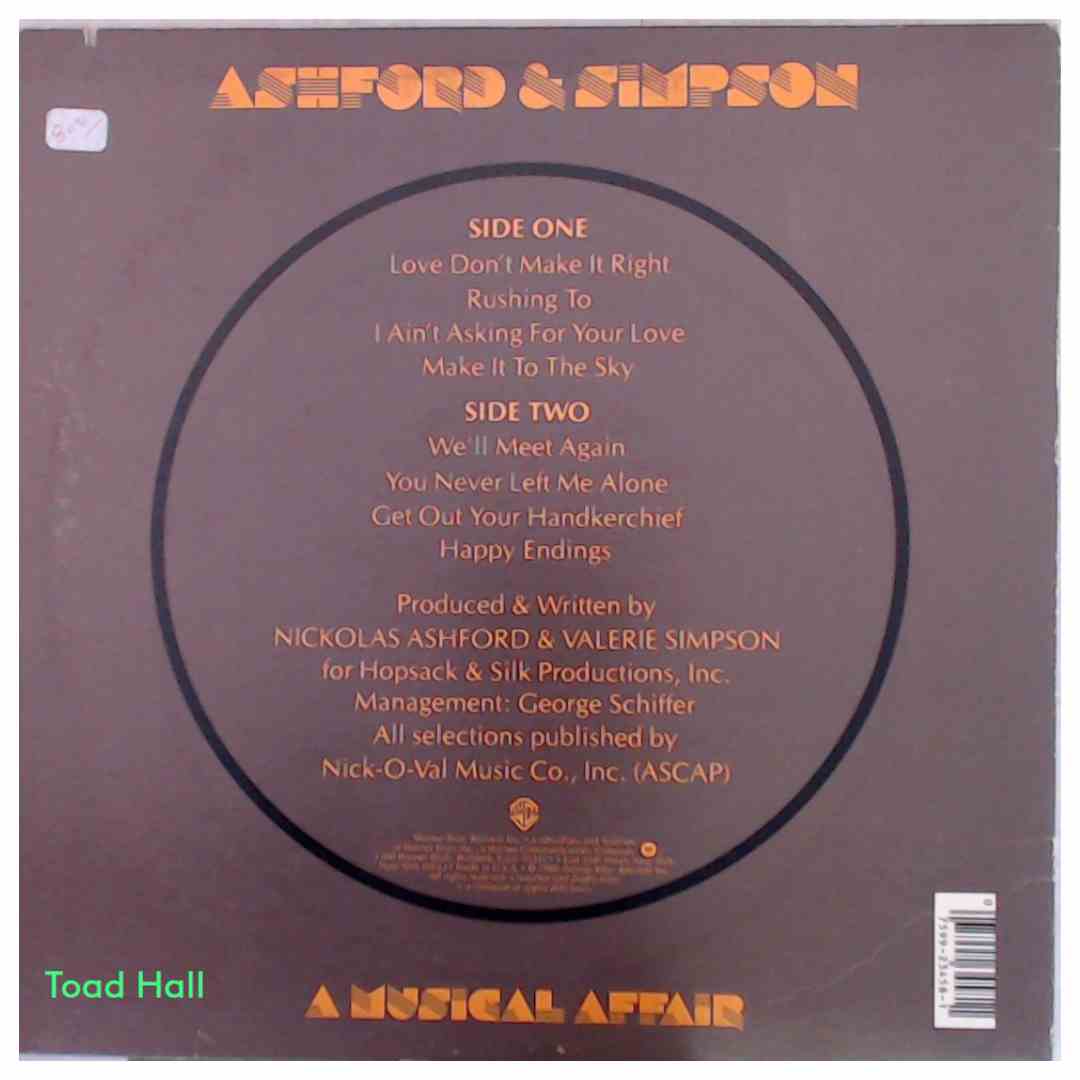 ASHFORD & SIMPSON
SIDE ONE
Love Don't Make It Right
Rushing To
I Ain't Asking For Your Love
Make It To The Sky
SIDE TWO
We'll Meet Again
You Never Left Me Alone
Get Out Your Handkerchief
Happy Endings
Produced & Written by
NICKOLAS ASHFORD & VALERIE SIMPSON
for Hopsack & Silk Productions, Inc.
Management: George Schiffer
All selections published by
Nick-O-Val Music Co., Inc. (ASCAP)
Toad Hall
A MUSICAL AFFAIR